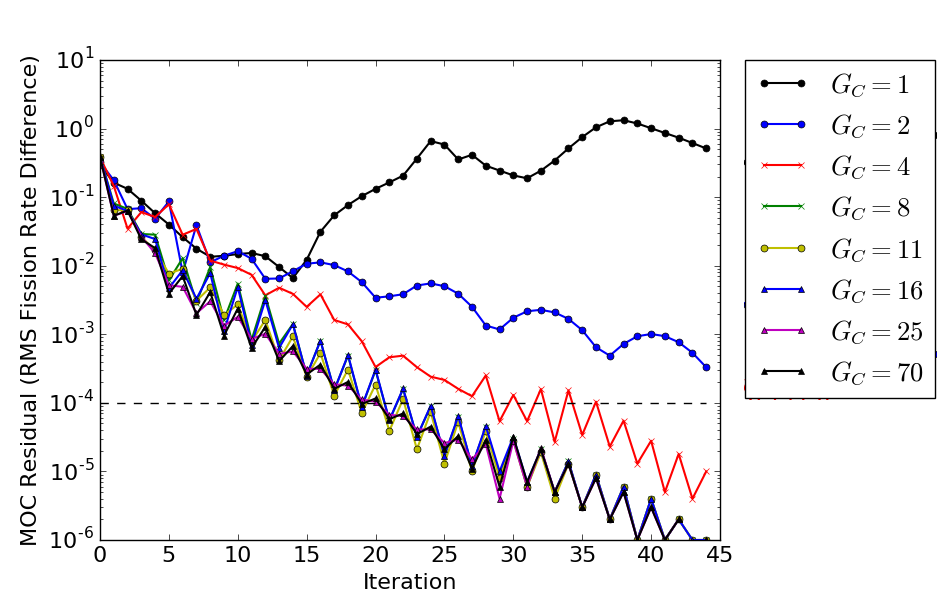 MOC Residual (RMS Fission Rate Difference)
10^1
10^0
10^-1
10^-2
10^-3
10^-4
10^-5
10^-6
0 5 10 15 20 25 30 35 40 45
Iteration
G_C = 1
G_C = 2
G_C = 4
G_C = 8
G_C = 11
G_C = 16
G_C = 25
G_C = 70